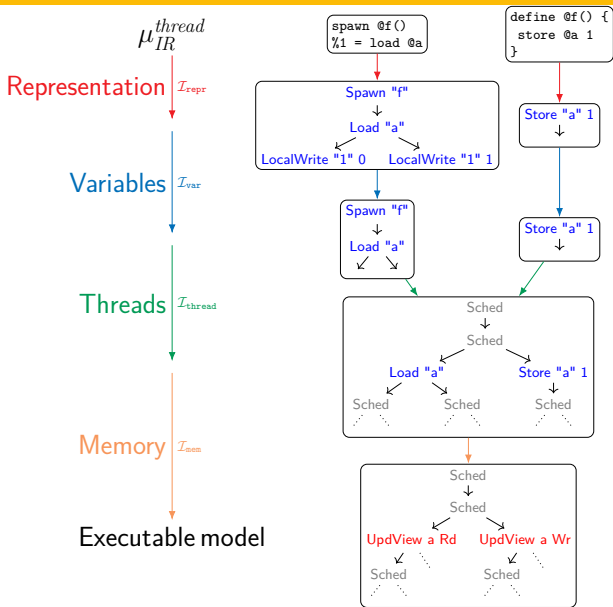 μ_IR^thread
Representation I_repr
Variables I_var
Threads I_thread
Memory I_mem
Executable model
spawn @f()
%1 = load @a
define @f() {
store @a 1
}
Spawn "f"
Load "a"
LocalWrite "1" 0 LocalWrite "1" 1
Store "a" 1
Spawn "f"
Load "a"
Store "a" 1
Sched
Sched
Load "a" Store "a" 1
Sched Sched Sched
Sched
Sched
UpdView a Rd UpdView a Wr
Sched Sched